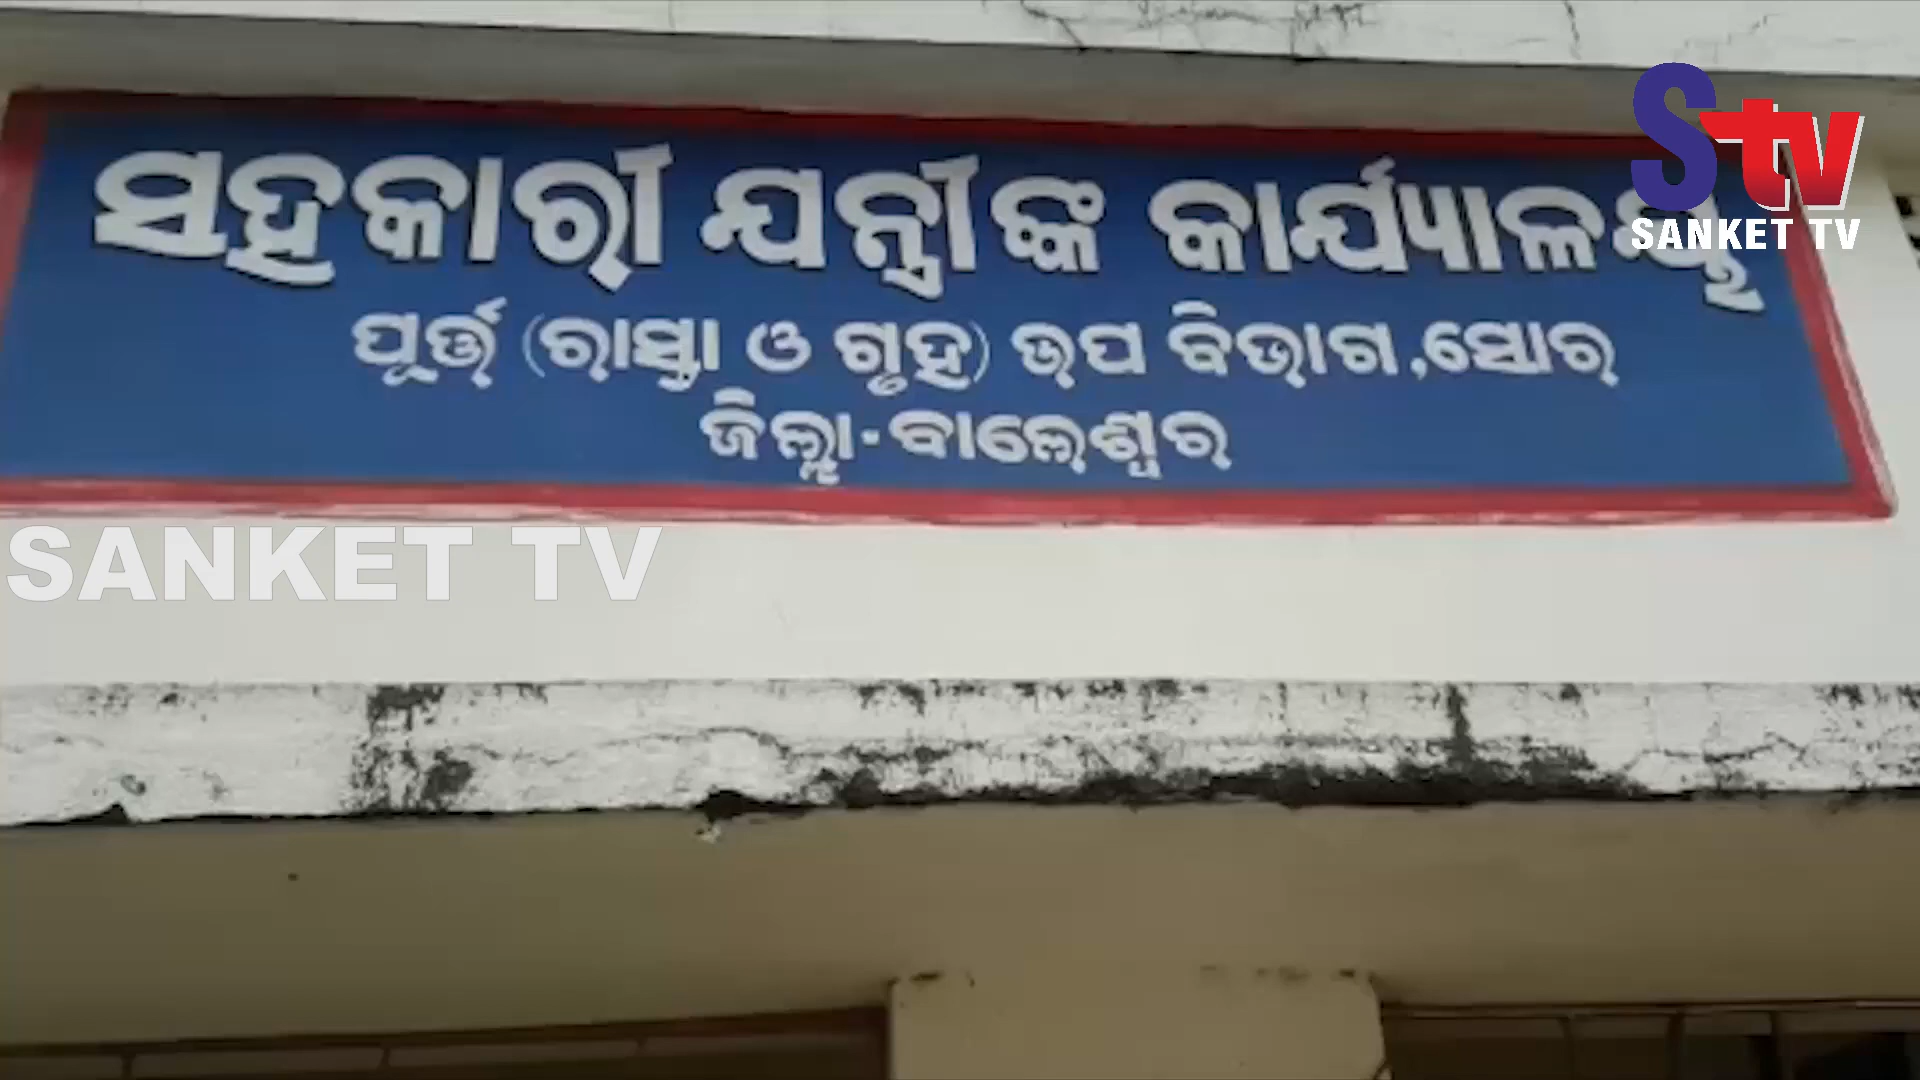 ସହକାରୀ ଯନ୍ତ୍ରୀଙ୍କ କାର୍ଯ୍ୟାଳୟ
ପୂର୍ତ୍ତ (ରାସ୍ତା ଓ ଗୃହ) ଉପ ବିଭାଗ,ସୋର
ଜିଲ୍ଲା-ବାଲେଶ୍ୱର
STV
SANKET TV
SANKET TV